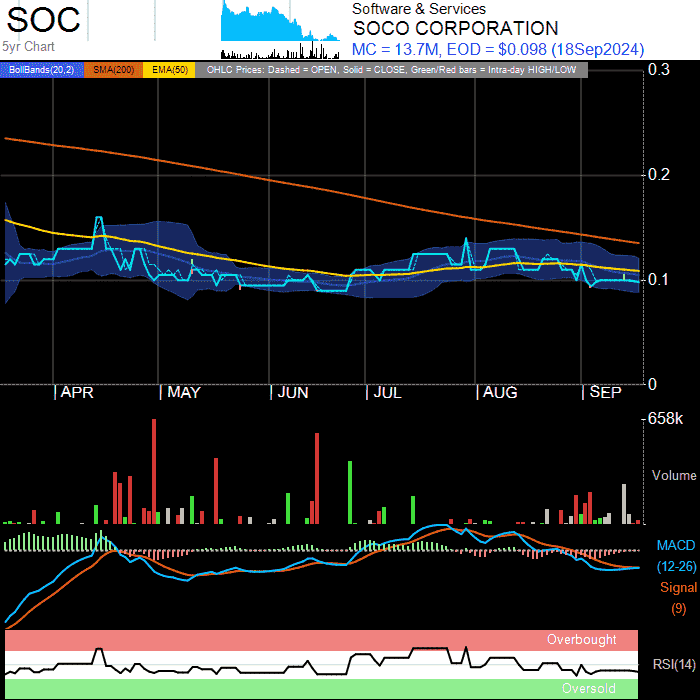 SOC
5yr Chart
Software & Services
SOCO CORPORATION
MC = 13.7M, EOD = $0.098 (18Sep2024)
BollBands(20,2) SMA(200) EMA(50) OHLC Prices: Dashed = OPEN, Solid = CLOSE, Green/Red bars = Intra-day HIGH/LOW
0.3
0.2
0.1
0
APR MAY JUN JUL AUG SEP
658k
Volume
MACD
(12-26)
Signal
(9)
Overbought
RSI(14)
Oversold